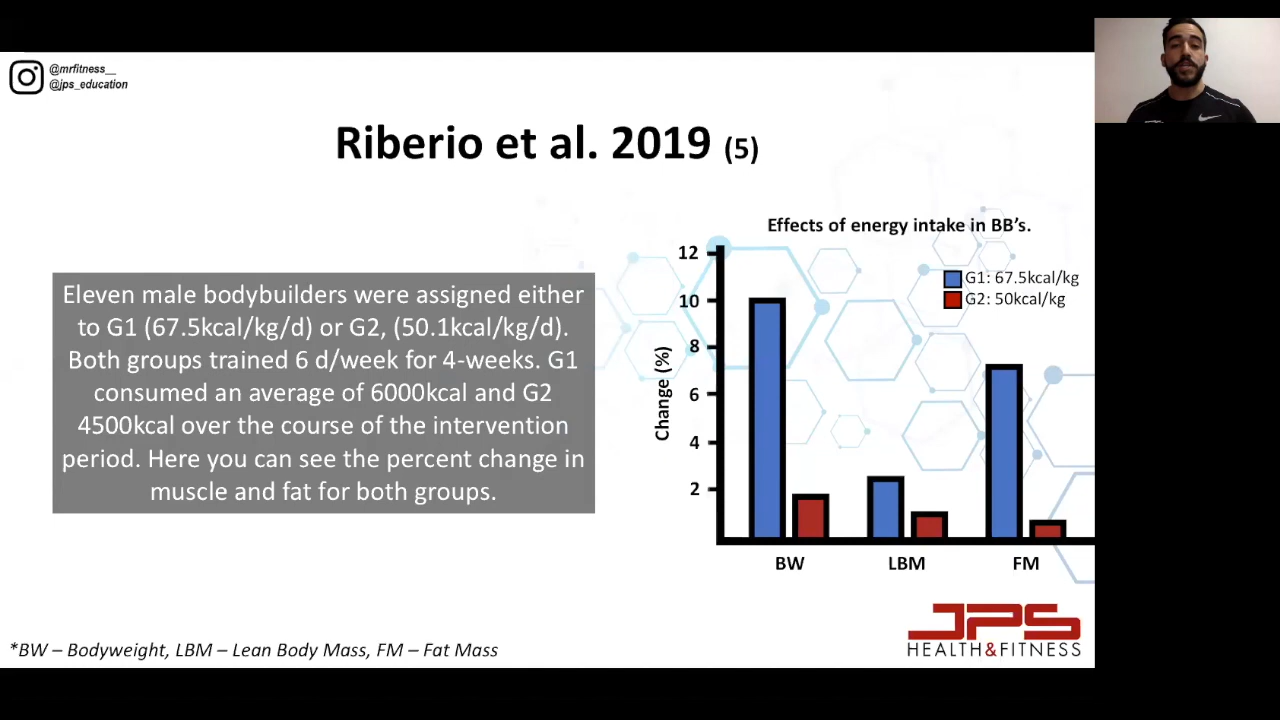 @mrfitness__
@jps_education
Riberio et al. 2019 (5)
Eleven male bodybuilders were assigned either
to G1 (67.5kcal/kg/d) or G2, (50.1kcal/kg/d).
Both groups trained 6 d/week for 4-weeks. G1
consumed an average of 6000kcal and G2
4500kcal over the course of the intervention
period. Here you can see the percent change in
muscle and fat for both groups.
Effects of energy intake in BB's.
G1: 67.5kcal/kg
G2: 50kcal/kg
Change (%)
12
10
8
6
4
2
BW
LBM
FM
*BW – Bodyweight, LBM – Lean Body Mass, FM – Fat Mass
JPS
HEALTH&FITNESS